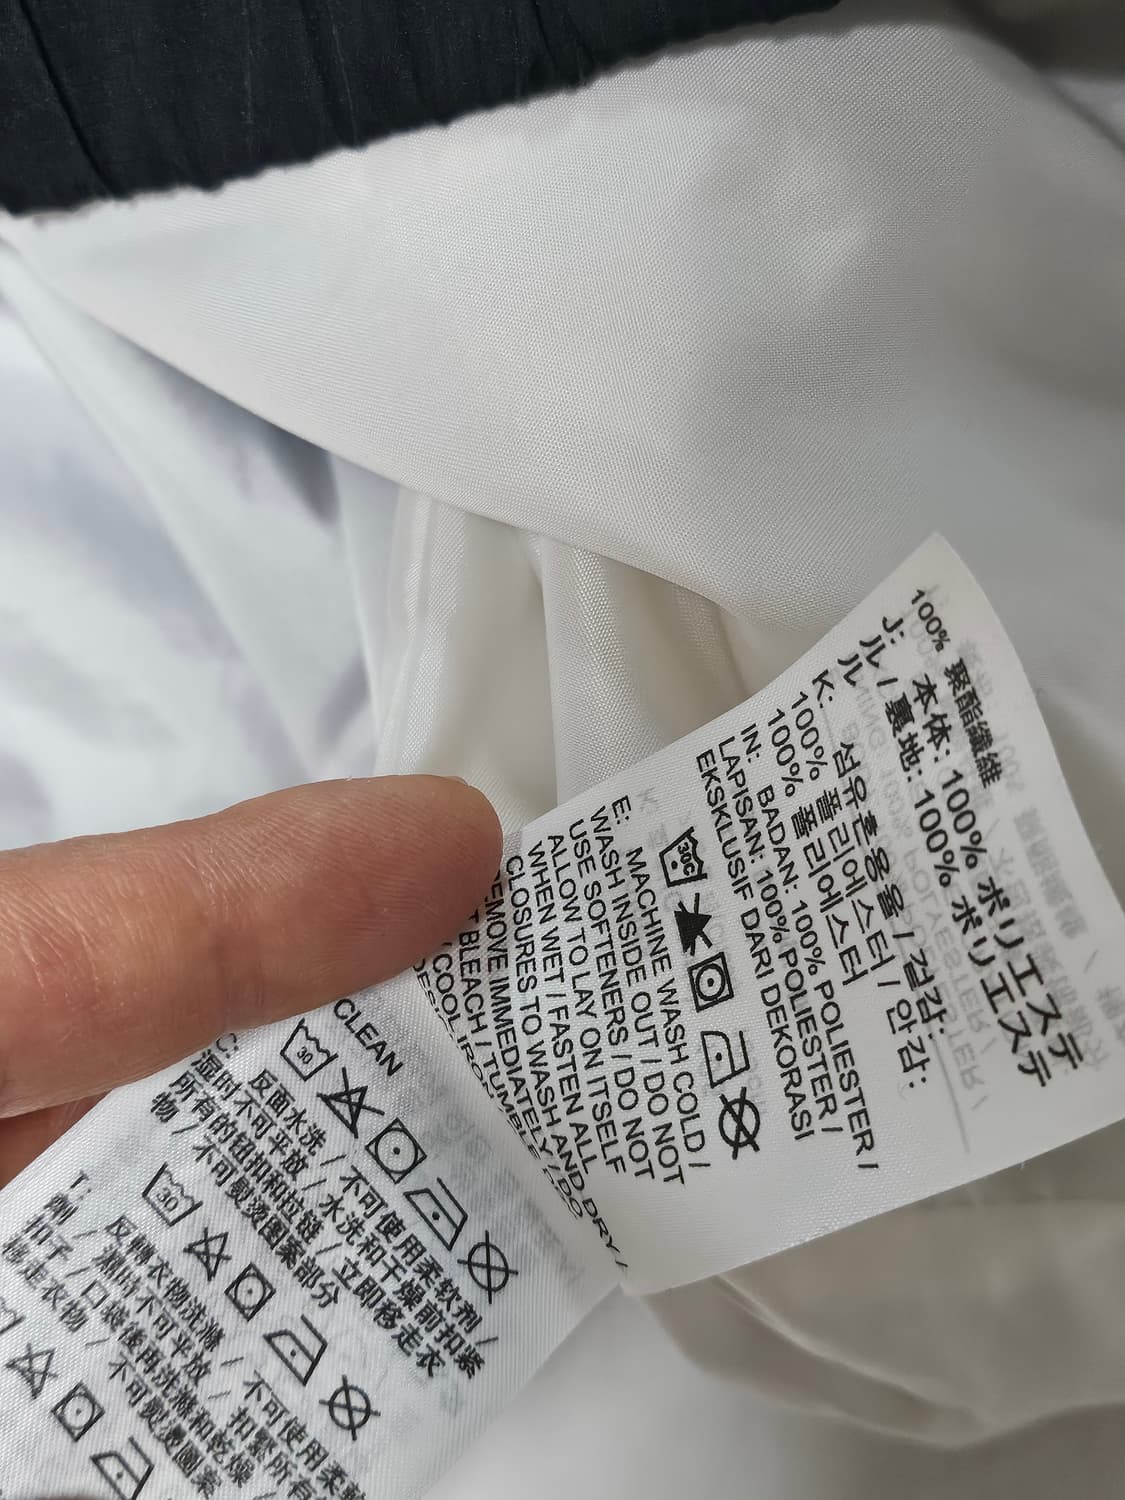 100% 聚酯纖維
J: 本体: 100% ポリエステ
ル / 裏地: 100% ポリエステ
ル
K: 섬유혼용율 / 겉감:
100% 폴리에스터 / 안감:
100% 폴리에스터
IN: BADAN: 100% POLIESTER /
LAPISAN: 100% POLIESTER /
EKSKLUSIF DARI DEKORASI
30C
E: MACHINE WASH COLD /
WASH INSIDE OUT / DO NOT
USE SOFTENERS / DO NOT
ALLOW TO LAY ON ITSELF
WHEN WET / FASTEN ALL
CLOSURES TO WASH AND DRY /
REMOVE IMMEDIATELY / DO
BLEACH / TUMBLE
/ COOL IRON
CLEAN
30
C: 反面水洗 / 不可使用柔软剂 /
湿时不可平放 / 水洗和干燥前扣紧
所有的钮扣和拉链 / 立即移走衣
物 / 不可熨烫图案部分
30
T: 反轉衣物洗滌 / 不可使用柔軟
劑 / 濕時不可平放 / 扣緊所有
扣子 / 口袋後再洗滌和乾燥 /
移走衣物 / 不可熨燙圖案